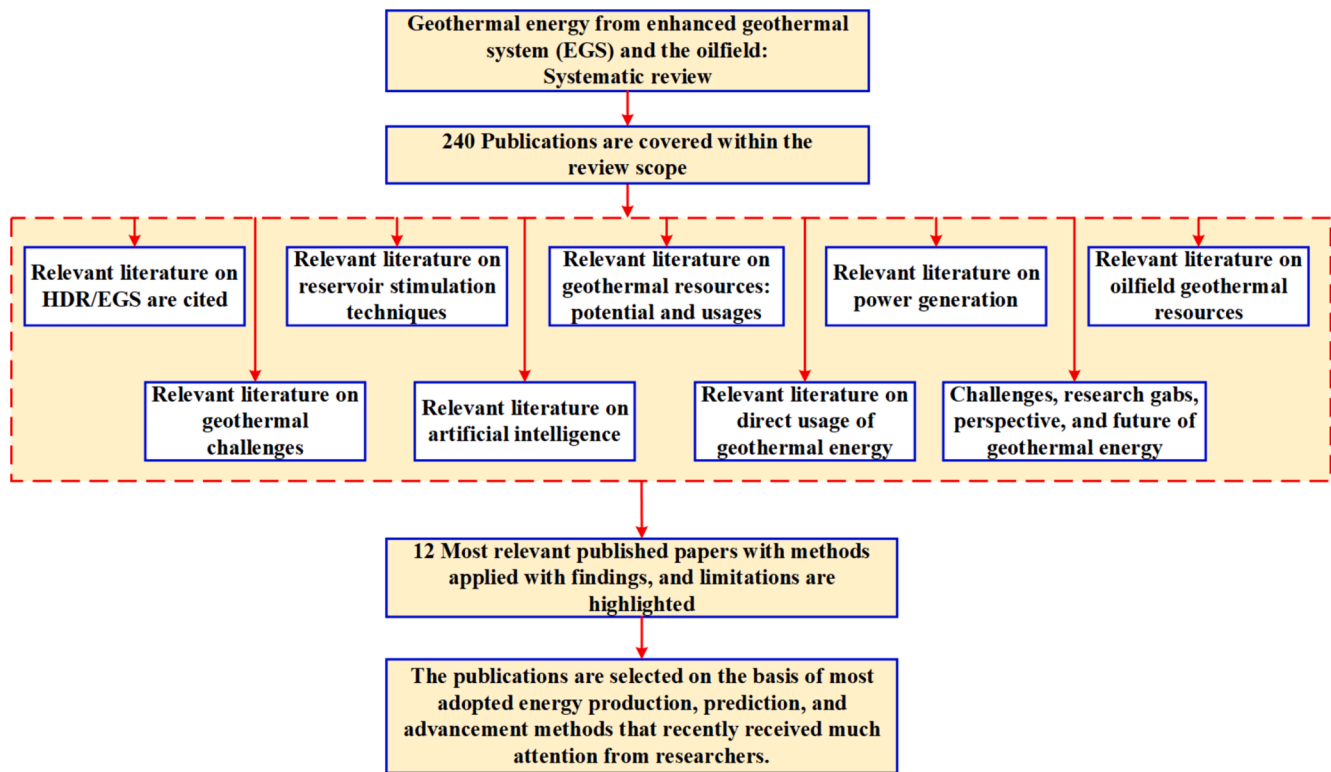 Geothermal energy from enhanced geothermal
system (EGS) and the oilfield:
Systematic review
240 Publications are covered within the
review scope
Relevant literature on
HDR/EGS are cited
Relevant literature on
reservoir stimulation
techniques
Relevant literature on
geothermal resources:
potential and usages
Relevant literature on
power generation
Relevant literature on
oilfield geothermal
resources
Relevant literature on
geothermal
challenges
Relevant literature on
artificial intelligence
Relevant literature on
direct usage of
geothermal energy
Challenges, research gabs,
perspective, and future of
geothermal energy
12 Most relevant published papers with methods
applied with findings, and limitations are
highlighted
The publications are selected on the basis of most
adopted energy production, prediction, and
advancement methods that recently received much
attention from researchers.